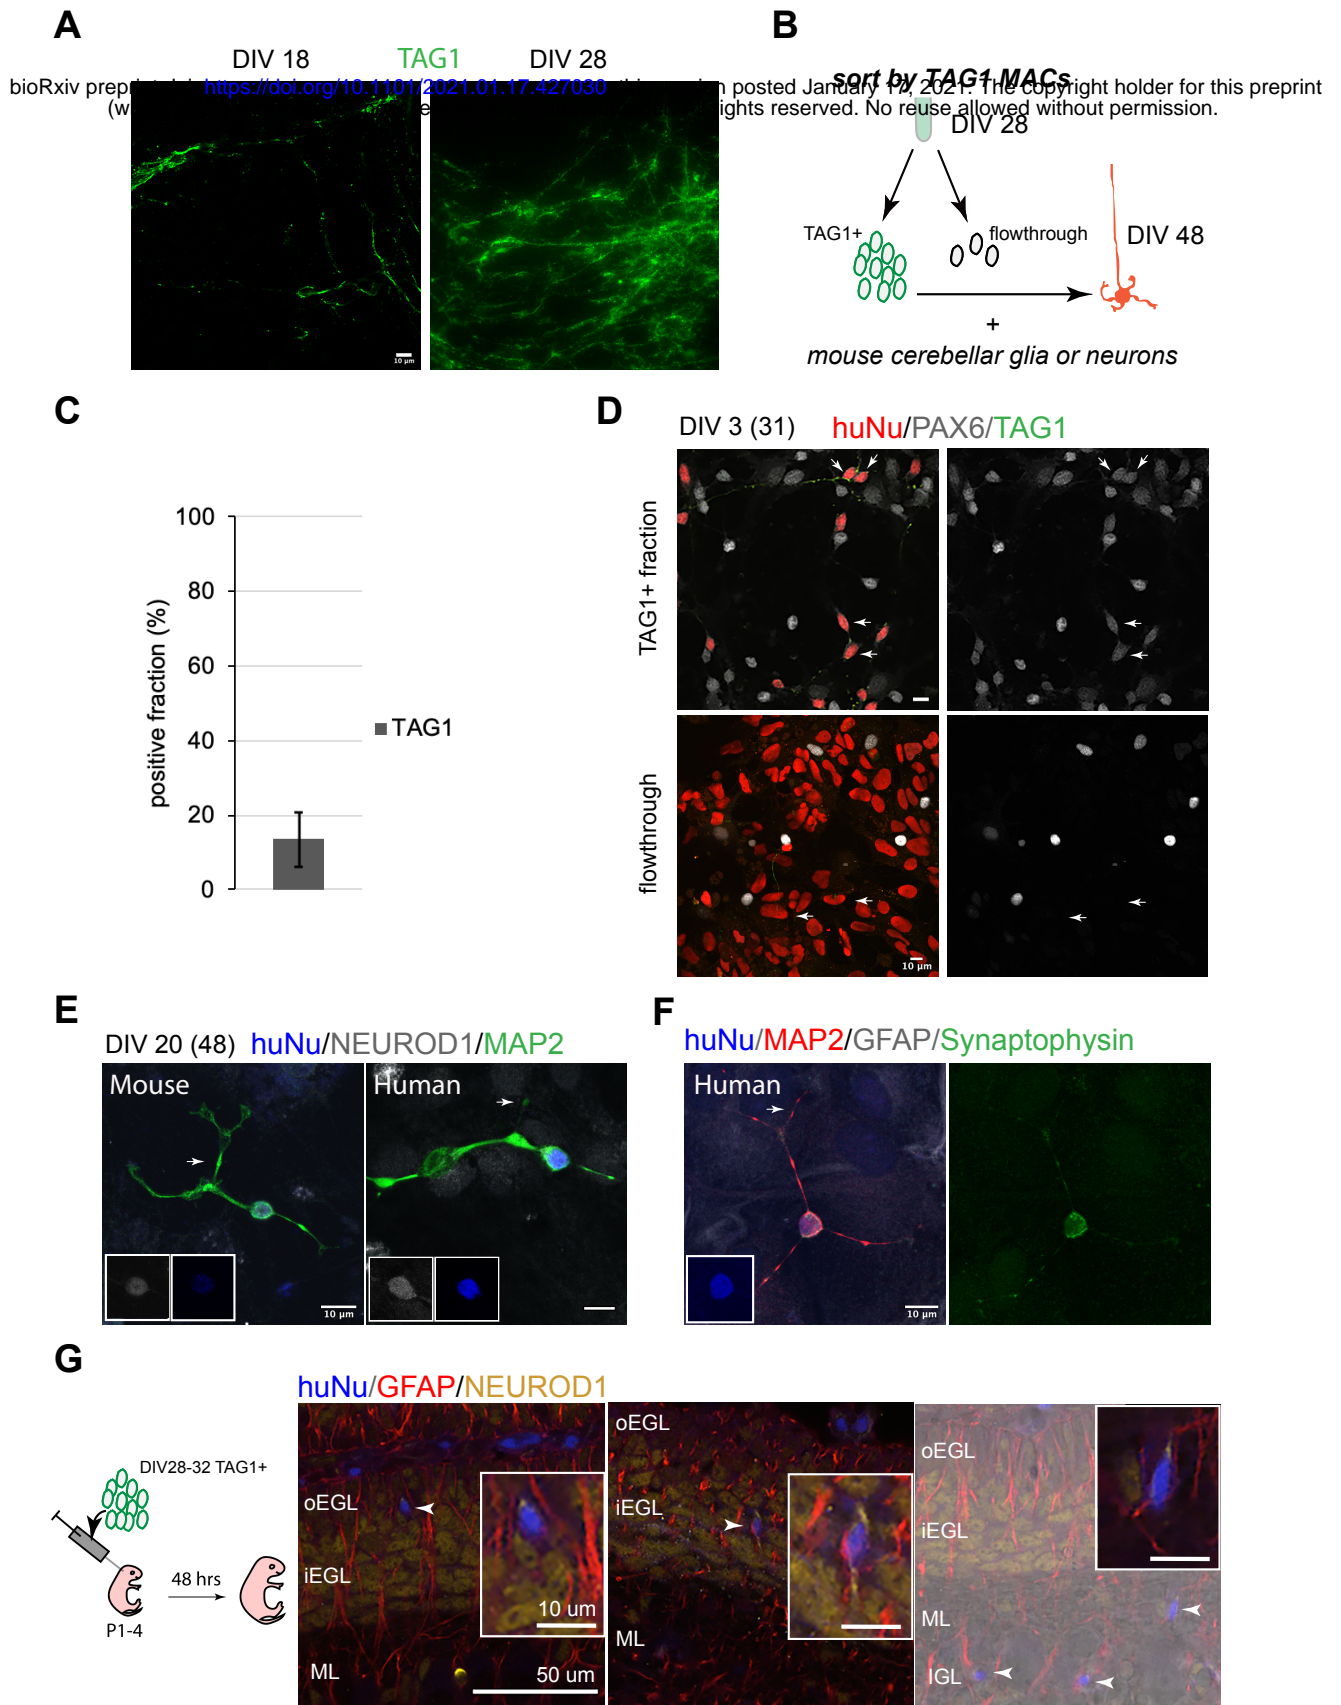 A
B
DIV 18
TAG1
DIV 28
sort by TAG1 MACs
bioRxiv prepr
https://doi.org/10.1101/2021.01.17.427030
n posted January 17, 2021. The copyright holder for this preprint
(w
e
ights reserved. No reuse allowed without permission.
DIV 28
TAG1+
flowthrough
DIV 48
+
mouse cerebellar glia or neurons
10 µm
C
D
DIV 3 (31)
huNu/PAX6/TAG1
100
80
60
40
20
0
positive fraction (%)
TAG1
TAG1+ fraction
flowthrough
10 µm
E
F
DIV 20 (48)
huNu/NEUROD1/MAP2
huNu/MAP2/GFAP/Synaptophysin
Mouse
Human
Human
10 µm
10 µm
G
huNu/GFAP/NEUROD1
DIV28-32 TAG1+
48 hrs
P1-4
oEGL
iEGL
ML
10 um
50 um
oEGL
iEGL
ML
oEGL
iEGL
ML
IGL